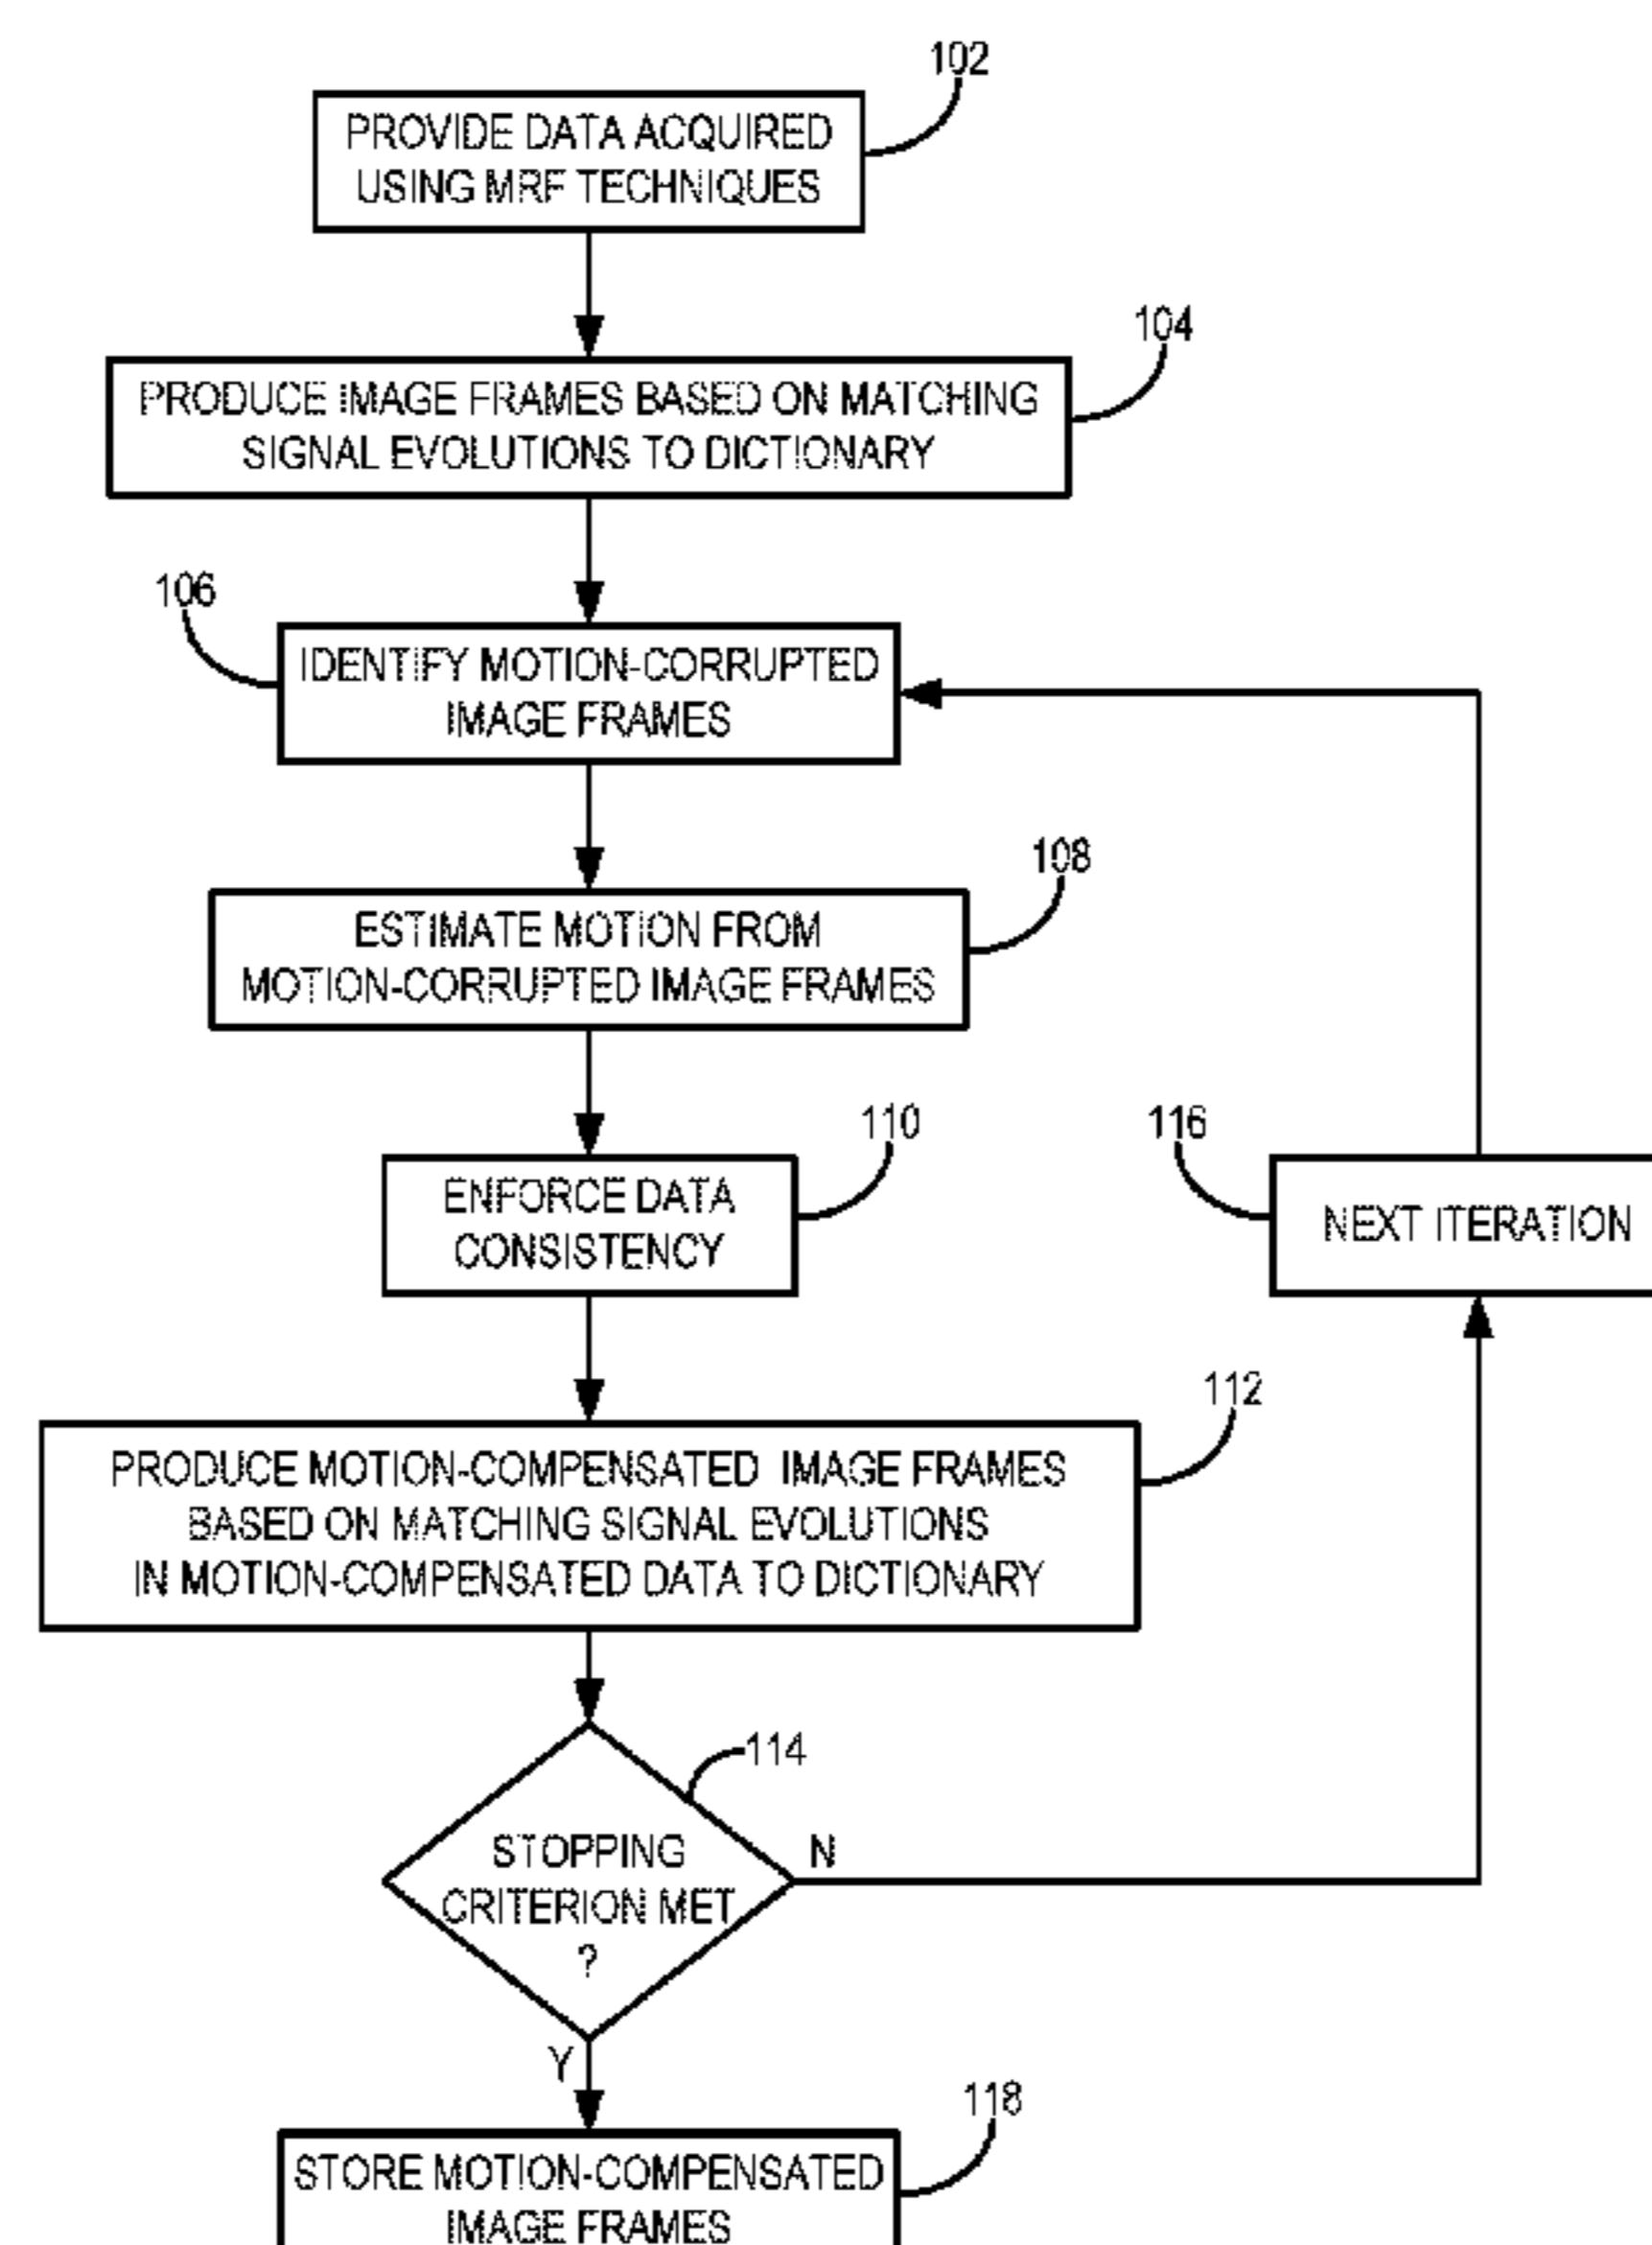 102
PROVIDE DATA ACQUIRED
USING MRF TECHNIQUES
104
PRODUCE IMAGE FRAMES BASED ON MATCHING
SIGNAL EVOLUTIONS TO DICTIONARY
106
IDENTIFY MOTION-CORRUPTED
IMAGE FRAMES
108
ESTIMATE MOTION FROM
MOTION-CORRUPTED IMAGE FRAMES
110
ENFORCE DATA
CONSISTENCY
116
NEXT ITERATION
112
PRODUCE MOTION-COMPENSATED IMAGE FRAMES
BASED ON MATCHING SIGNAL EVOLUTIONS
IN MOTION-COMPENSATED DATA TO DICTIONARY
114
STOPPING
CRITERION MET
?
N
Y
118
STORE MOTION-COMPENSATED
IMAGE FRAMES